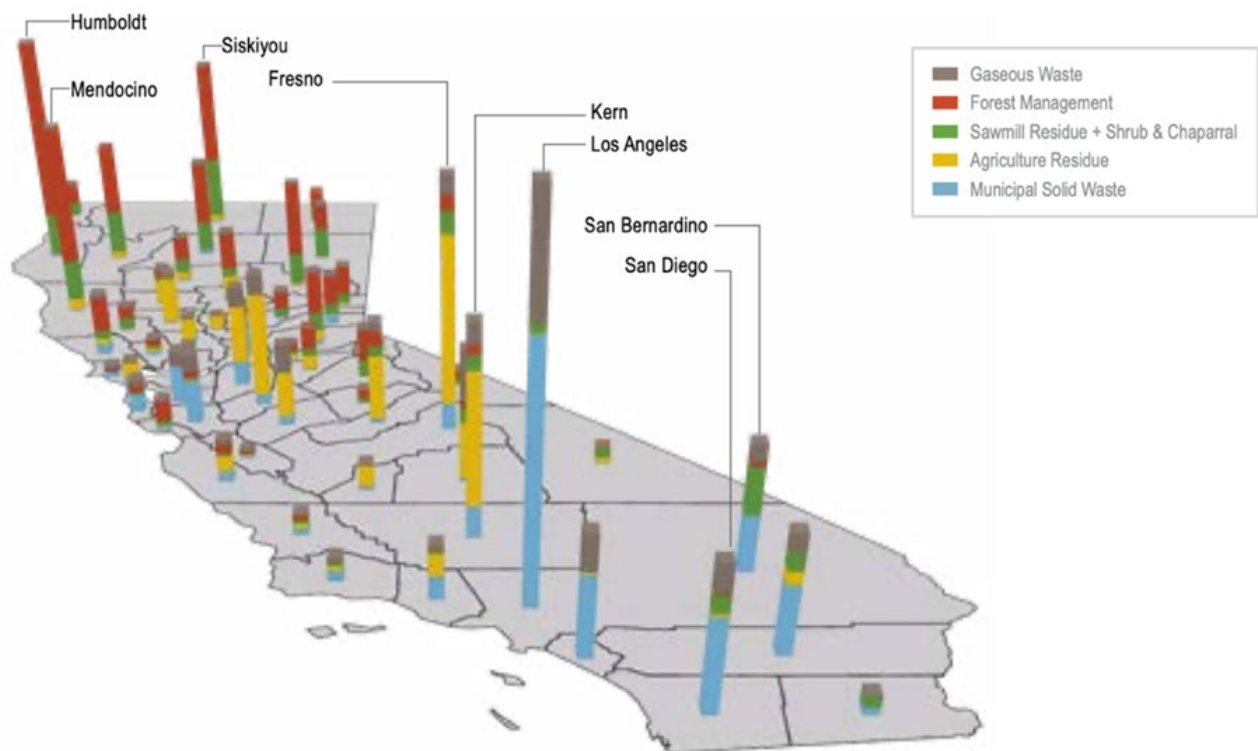 Humboldt
Siskiyou
Fresno
Mendocino
Kern
Los Angeles
San Bernardino
San Diego
Gaseous Waste
Forest Management
Sawmill Residue + Shrub & Chaparral
Agriculture Residue
Municipal Solid Waste